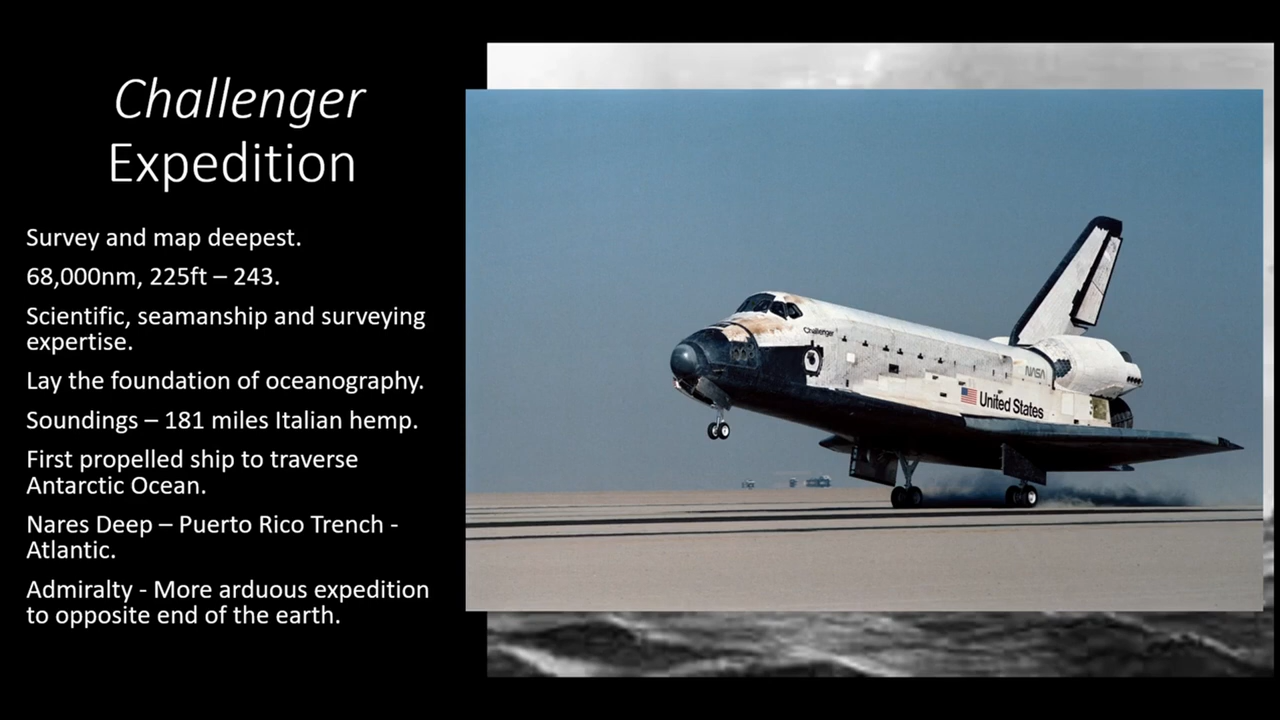 Challenger
Expedition
Survey and map deepest.
68,000nm, 225ft – 243.
Scientific, seamanship and surveying
expertise.
Lay the foundation of oceanography.
Soundings – 181 miles Italian hemp.
First propelled ship to traverse
Antarctic Ocean.
Nares Deep – Puerto Rico Trench -
Atlantic.
Admiralty - More arduous expedition
to opposite end of the earth.
Challenger
NASA
United States